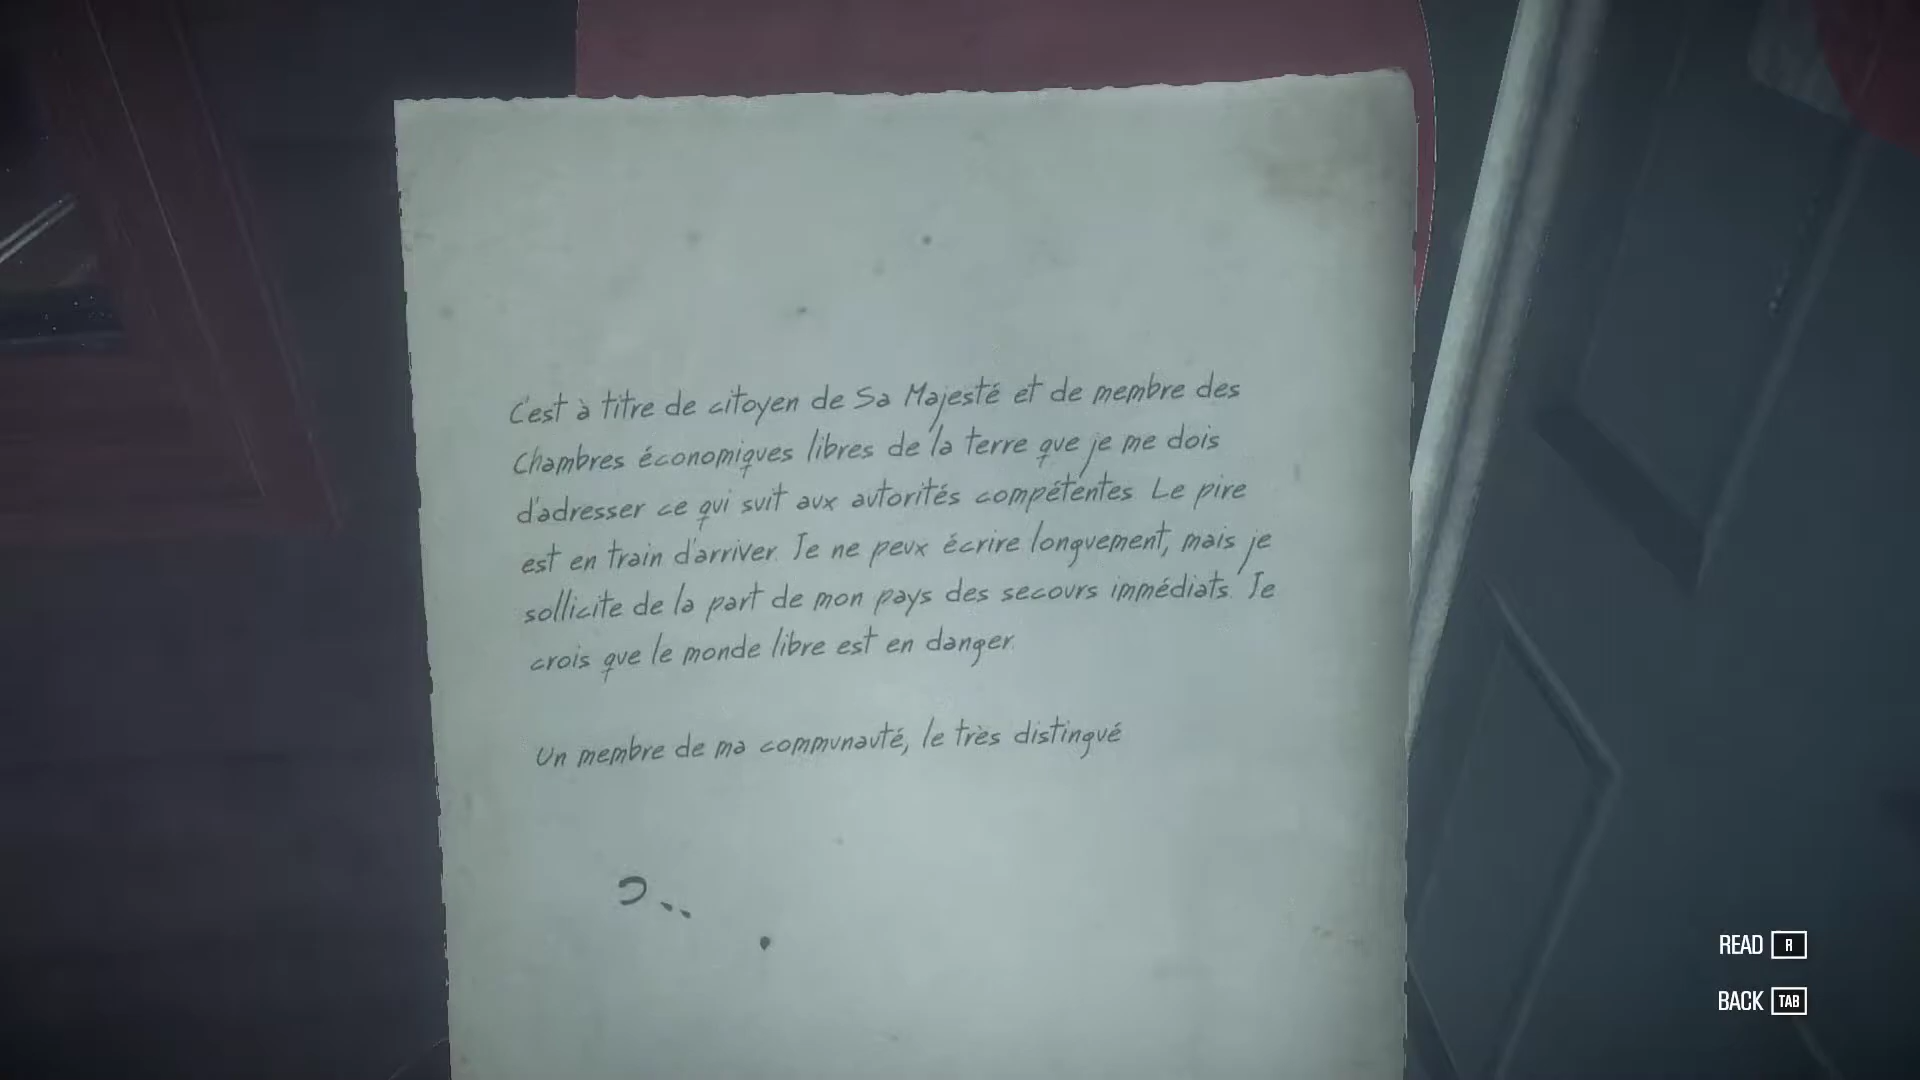 C'est à titre de citoyen de Sa Majesté et de membre des
Chambres économiques libres de la terre que je me dois
d'adresser ce qui suit aux autorités compétentes. Le pire
est en train d'arriver. Je ne peux écrire longuement, mais je
sollicite de la part de mon pays des secours immédiats. Je
crois que le monde libre est en danger.
Un membre de ma communauté, le très distingué
READ R
BACK TAB